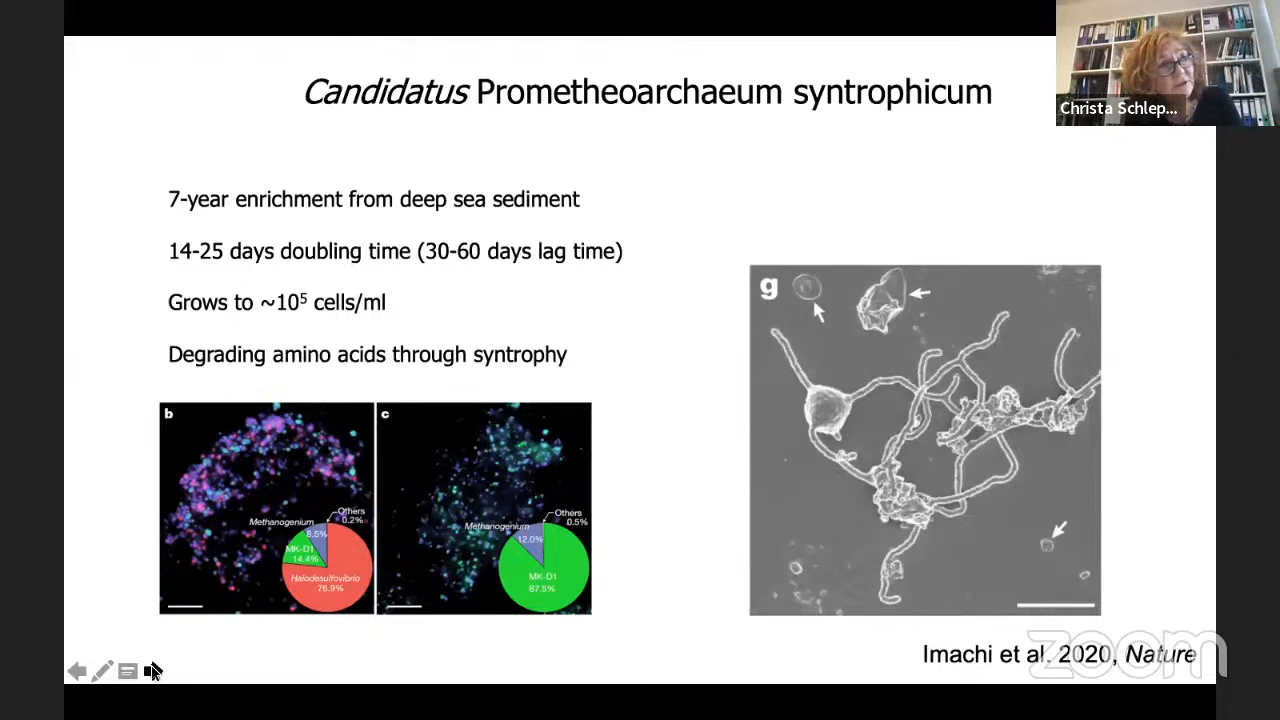 Candidatus Prometheoarchaeum syntrophicum
Christa Schlep...
7-year enrichment from deep sea sediment
14-25 days doubling time (30-60 days lag time)
Grows to ~10⁵ cells/ml
Degrading amino acids through syntrophy
b
Others
0.2%
Methanogenium
8.5%
MK-D1
14.4%
Halodesulfovibrio
76.9%
c
Others
0.5%
Methanogenium
12.0%
MK-D1
87.5%
g
Imachi et al, 2020, Nature
zoom